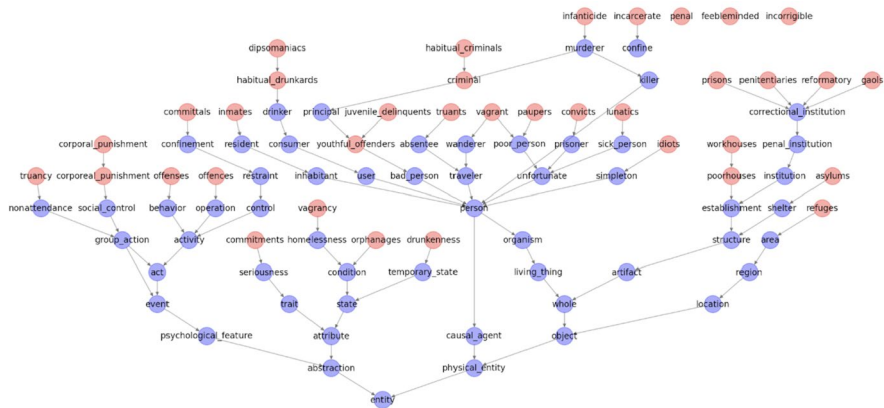 infanticide incarcerate penal feebleminded incorrigible
dipsomaniacs habitual_criminals murderer confine
habitual_drunkards criminal killer prisons penitentiaries reformatory gaols
committals inmates drinker principal juvenile_delinquents truants vagrant paupers convicts lunatics correctional_institution
corporal_punishment confinement resident consumer youthful_offenders absentee wanderer poor_person prisoner sick_person idiots workhouses penal_institution
truancy corporeal_punishment offenses offences restraint inhabitant user bad_person traveler unfortunate simpleton poorhouses institution asylums
nonattendance social_control behavior operation control vagrancy person establishment shelter refuges
group_action activity commitments homelessness orphanages drunkenness organism structure area
act seriousness condition temporary_state living_thing artifact region
event trait state whole location
psychological_feature attribute causal_agent object
abstraction physical_entity
entity